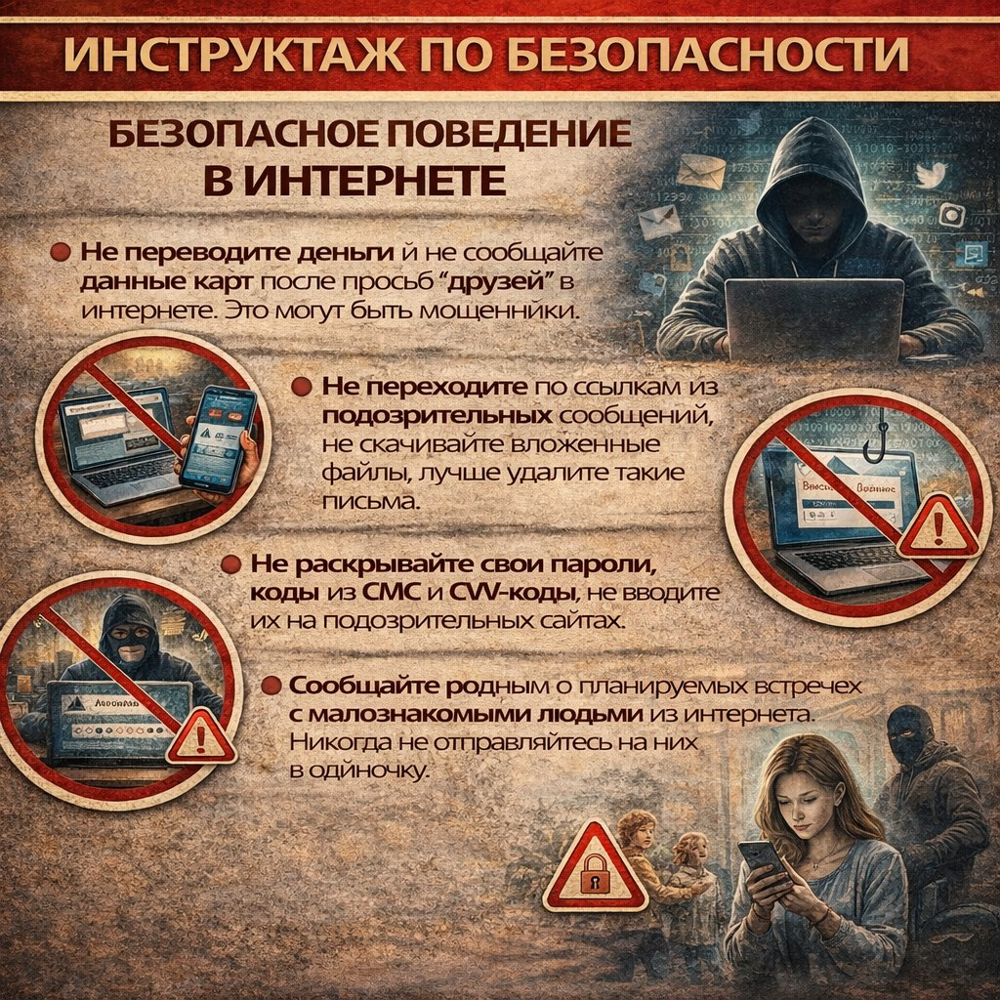 ИНСТРУКТАЖ ПО БЕЗОПАСНОСТИ
БЕЗОПАСНОЕ ПОВЕДЕНИЕ
В ИНТЕРНЕТЕ
Не переводите деньги й не сообщайте
данные карт после просьб “друзей” в
интернете. Это могут быть мошеннйки.
Не переходите по ссылкам из
подозрительных сообщений,
не скачивайте вложенные
файлы, лучше удалите такие
письма.
Не раскрывайте свои пароли,
коды из СМС и CVV-коды, не вводите
их на подозрительных сайтах.
Сообщайте родным о планируемых встречех
с малознакомыми людьми из интернета.
Никогда не отправляйтесь на них
в одиночку.